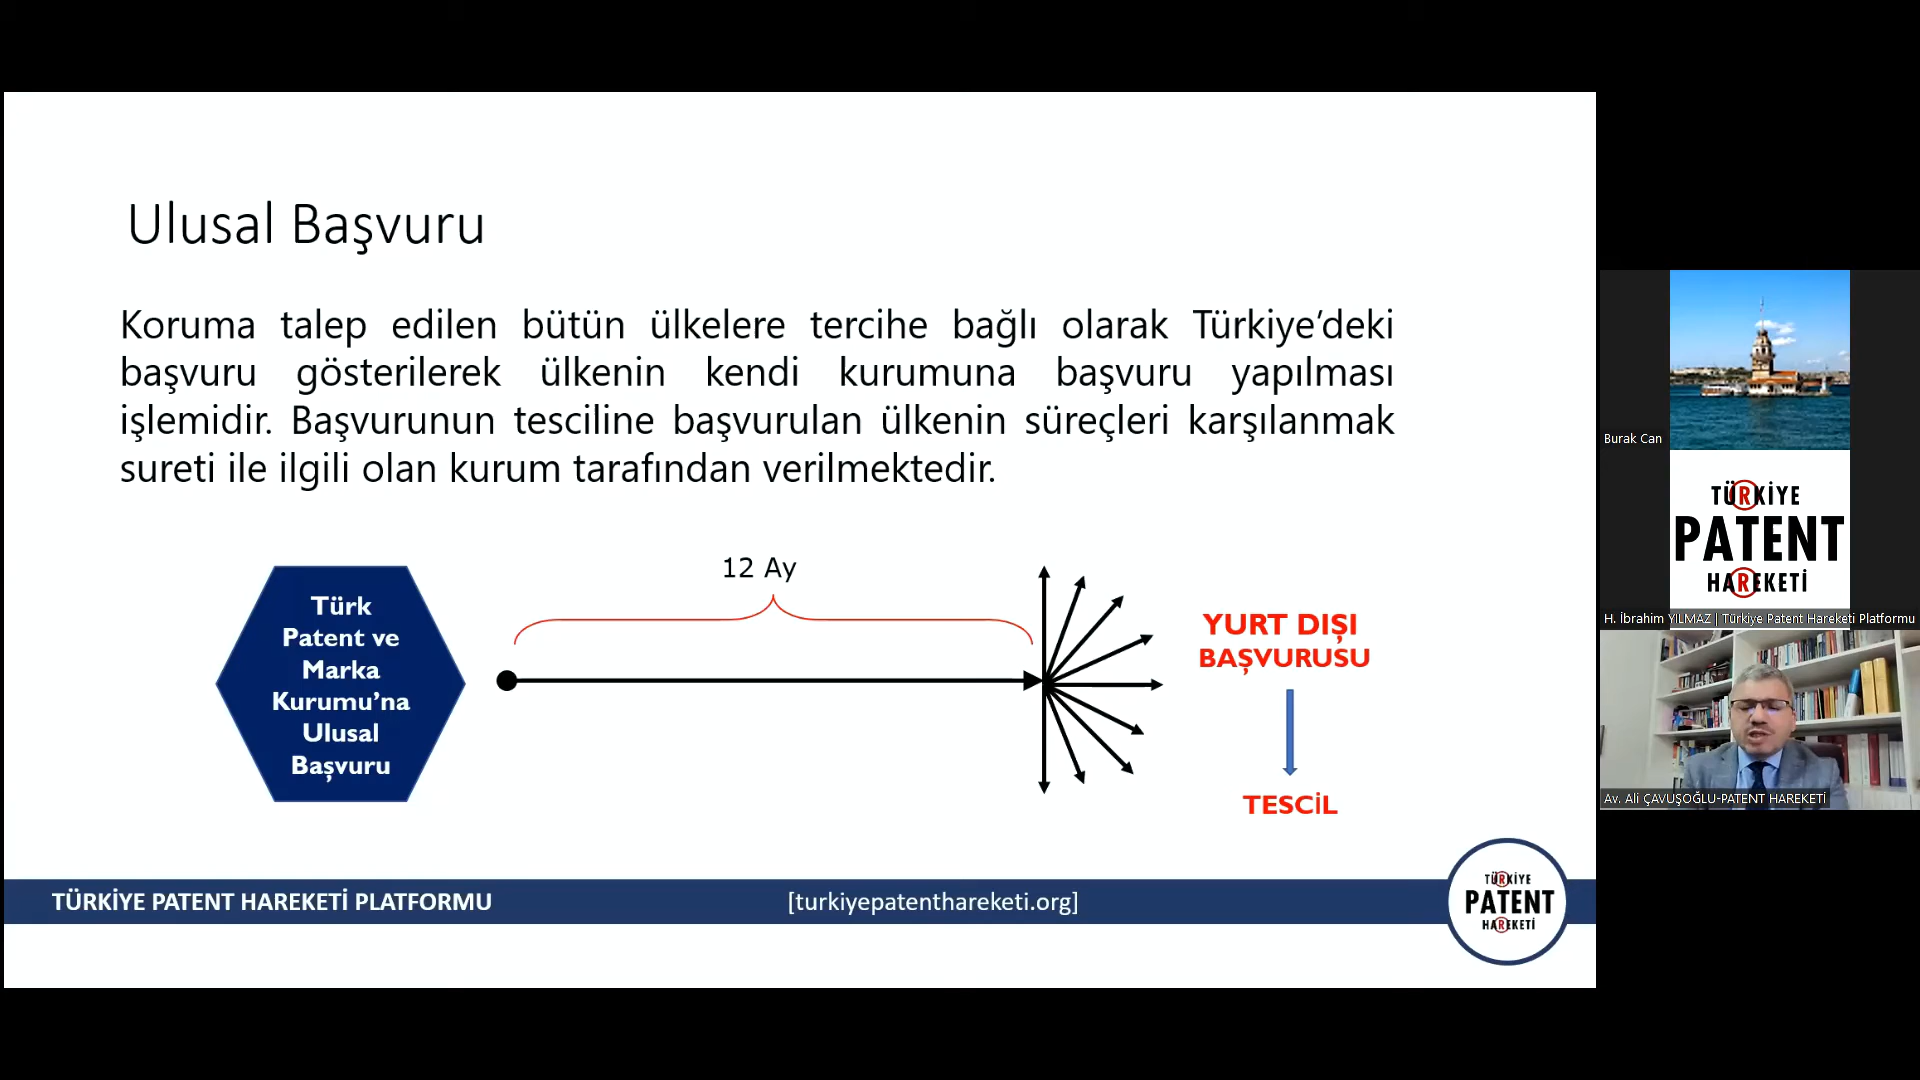 Ulusal Başvuru
Koruma talep edilen bütün ülkelere tercihe bağlı olarak Türkiye’deki
başvuru gösterilerek ülkenin kendi kurumuna başvuru yapılması
işlemidir. Başvurunun tesciline başvurulan ülkenin süreçleri karşılanmak
sureti ile ilgili olan kurum tarafından verilmektedir.
12 Ay
Türk
Patent ve
Marka
Kurumu’na
Ulusal
Başvuru
YURT DIŞI
BAŞVURUSU
TESCİL
TÜRKİYE PATENT HAREKETİ PLATFORMU
[turkiyepatenthareketi.org]
TÜRKİYE
PATENT
HAREKETİ
Burak Can
TÜRKİYE
PATENT
HAREKETİ
H. İbrahim YILMAZ | Türkiye Patent Hareketi Platformu
Av. Ali ÇAVUŞOĞLU-PATENT HAREKETİ